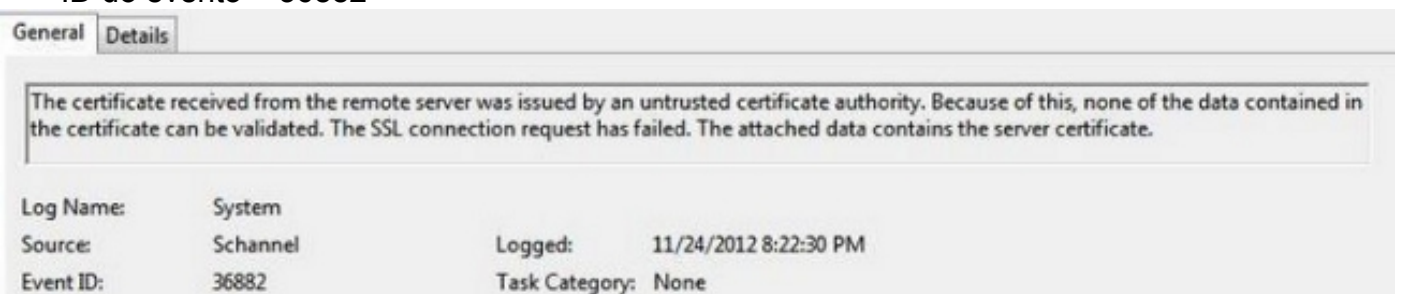 General Details
The certificate received from the remote server was issued by an untrusted certificate authority. Because of this, none of the data contained in
the certificate can be validated. The SSL connection request has failed. The attached data contains the server certificate.
Log Name: System
Source: Schannel Logged: 11/24/2012 8:22:30 PM
Event ID: 36882 Task Category: None